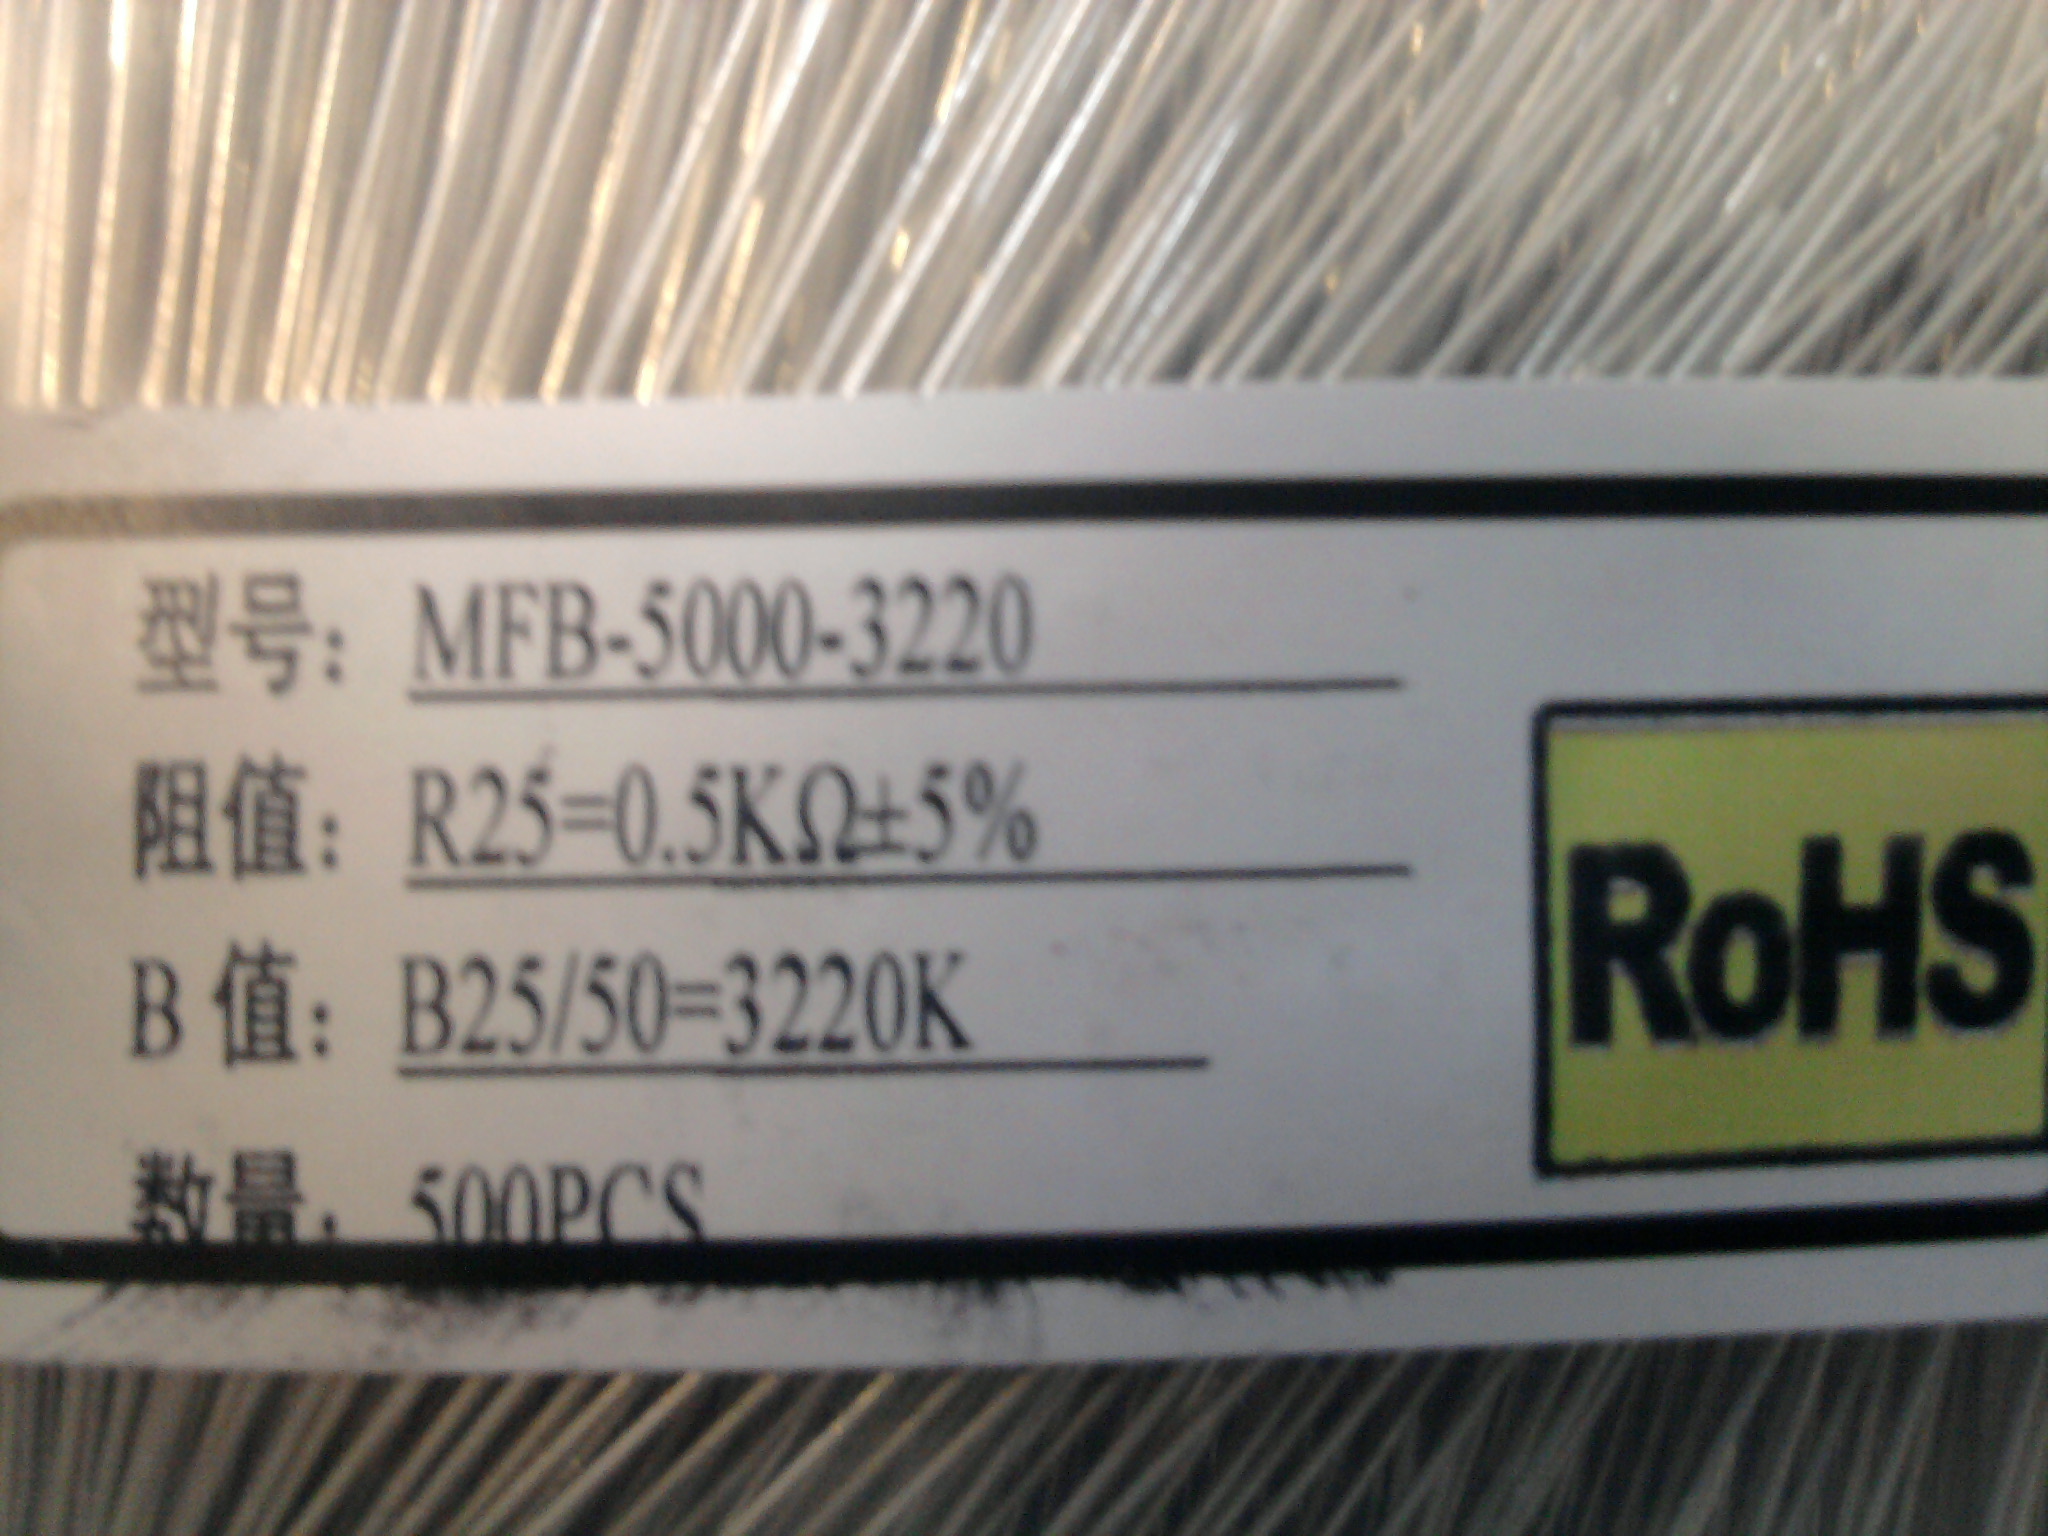 型号: MFB-5000-3220
阻值: R25=0.5KΩ±5%
B 值: B25/50=3220K
RoHS
数量: 500PCS